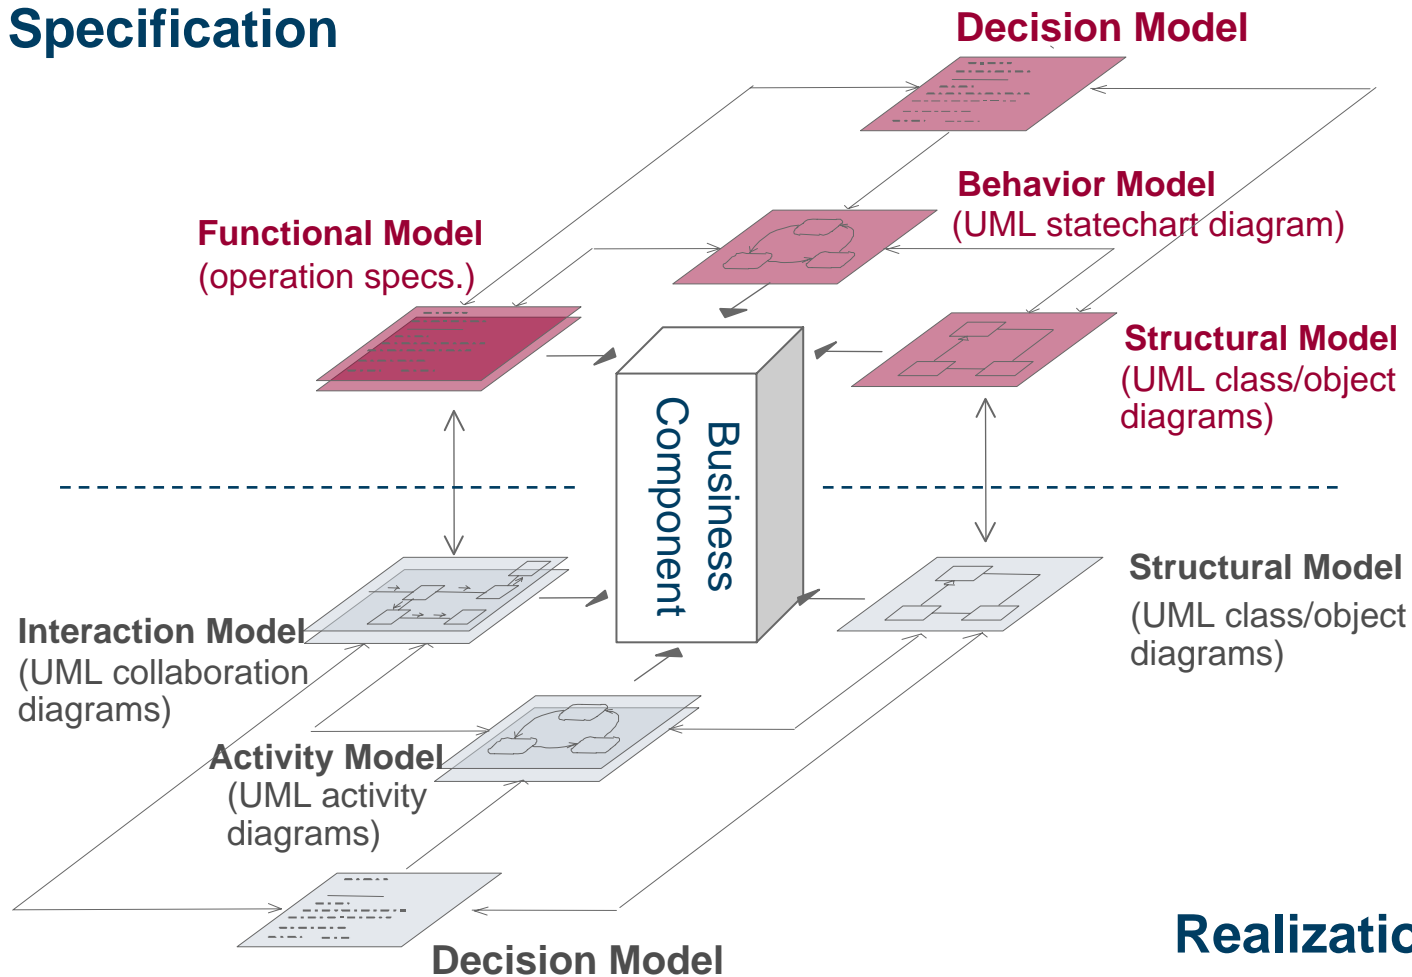 Specification
Decision Model
Behavior Model
(UML statechart diagram)
Functional Model
(operation specs.)
Structural Model
(UML class/object
diagrams)
Business
Component
Structural Model
(UML class/object
diagrams)
Interaction Model
(UML collaboration
diagrams)
Activity Model
(UML activity
diagrams)
Realizatio
Decision Model